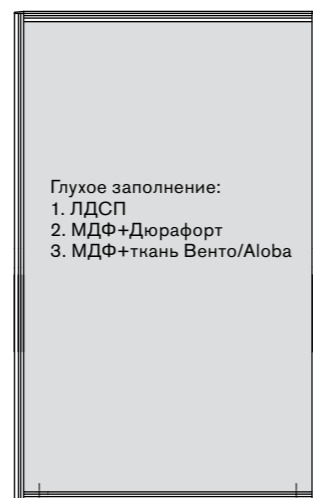 Глухое заполнение:
1. ЛДСП
2. МДФ+Дюрафорт
3. МДФ+ткань Венто/Aloba